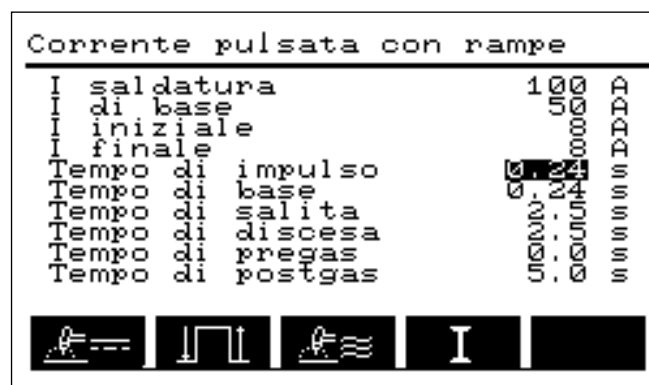 Corrente pulsata con rampe
I saldatura 100 A
I di base 50 A
I iniziale 8 A
I finale 8 A
Tempo di impulso 0.24 s
Tempo di base 0.24 s
Tempo di salita 2.5 s
Tempo di discesa 2.5 s
Tempo di pregas 0.0 s
Tempo di postgas 5.0 s
I